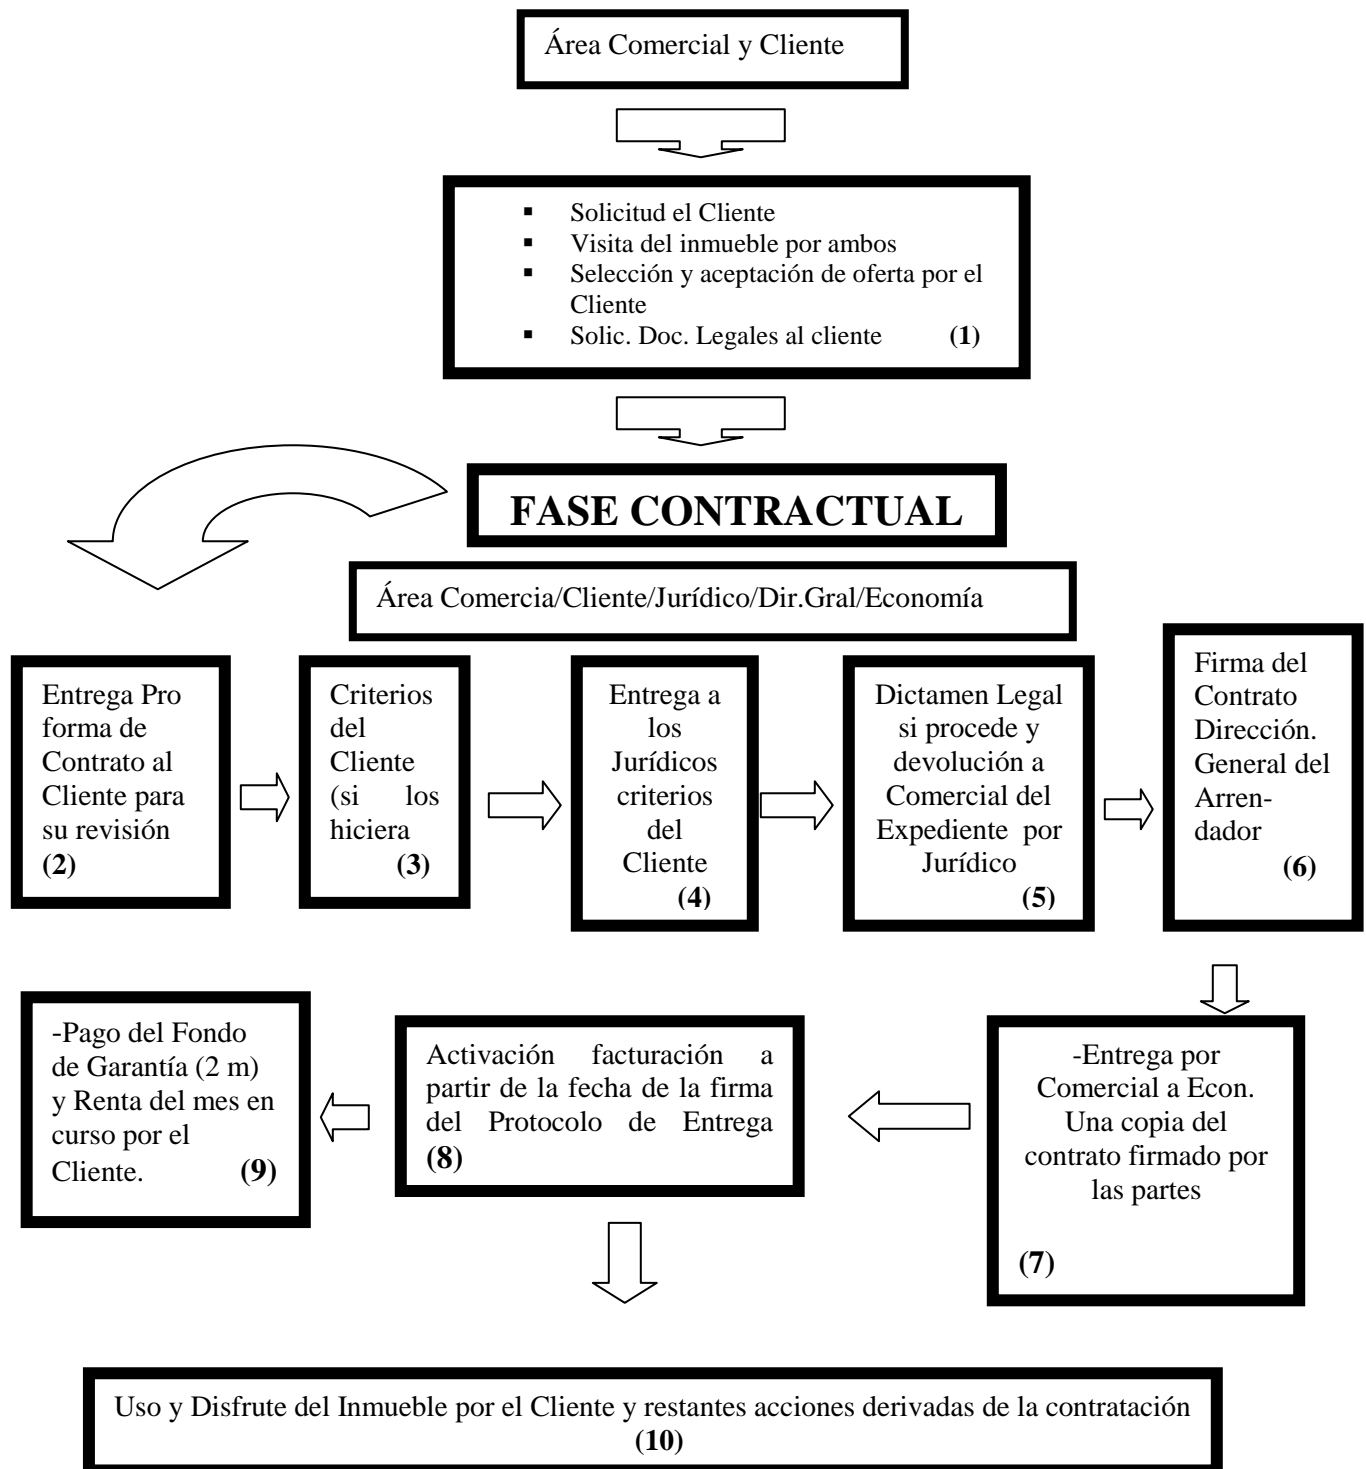 Área Comercial y Cliente
▪ Solicitud el Cliente
▪ Visita del inmueble por ambos
▪ Selección y aceptación de oferta por el
Cliente
▪ Solic. Doc. Legales al cliente (1)
FASE CONTRACTUAL
Área Comercia/Cliente/Jurídico/Dir.Gral/Economía
Entrega Pro
forma de
Contrato al
Cliente para
su revisión
(2)
Criterios
del
Cliente
(si los
hiciera
(3)
Entrega a
los
Jurídicos
criterios
del
Cliente
(4)
Dictamen Legal
si procede y
devolución a
Comercial del
Expediente por
Jurídico
(5)
Firma del
Contrato
Dirección.
General del
Arren-
dador
(6)
-Entrega por
Comercial a Econ.
Una copia del
contrato firmado por
las partes
(7)
Activación facturación a
partir de la fecha de la firma
del Protocolo de Entrega
(8)
-Pago del Fondo
de Garantía (2 m)
y Renta del mes en
curso por el
Cliente. (9)
Uso y Disfrute del Inmueble por el Cliente y restantes acciones derivadas de la contratación
(10)